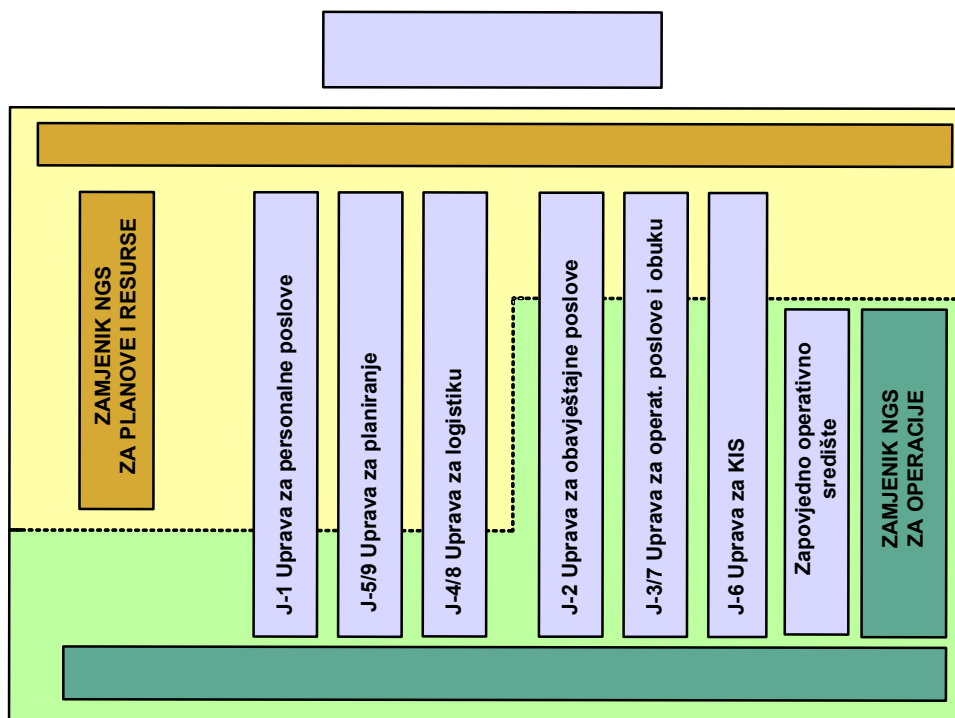 ZAMJENIK NGS
ZA PLANOVE I RESURSE
J-1 Uprava za personalne poslove
J-5/9 Uprava za planiranje
J-4/8 Uprava za logistiku
J-2 Uprava za obavještajne poslove
J-3/7 Uprava za operat. poslove i obuku
J-6 Uprava za KIS
Zapovjedno operativno
središte
ZAMJENIK NGS
ZA OPERACIJE